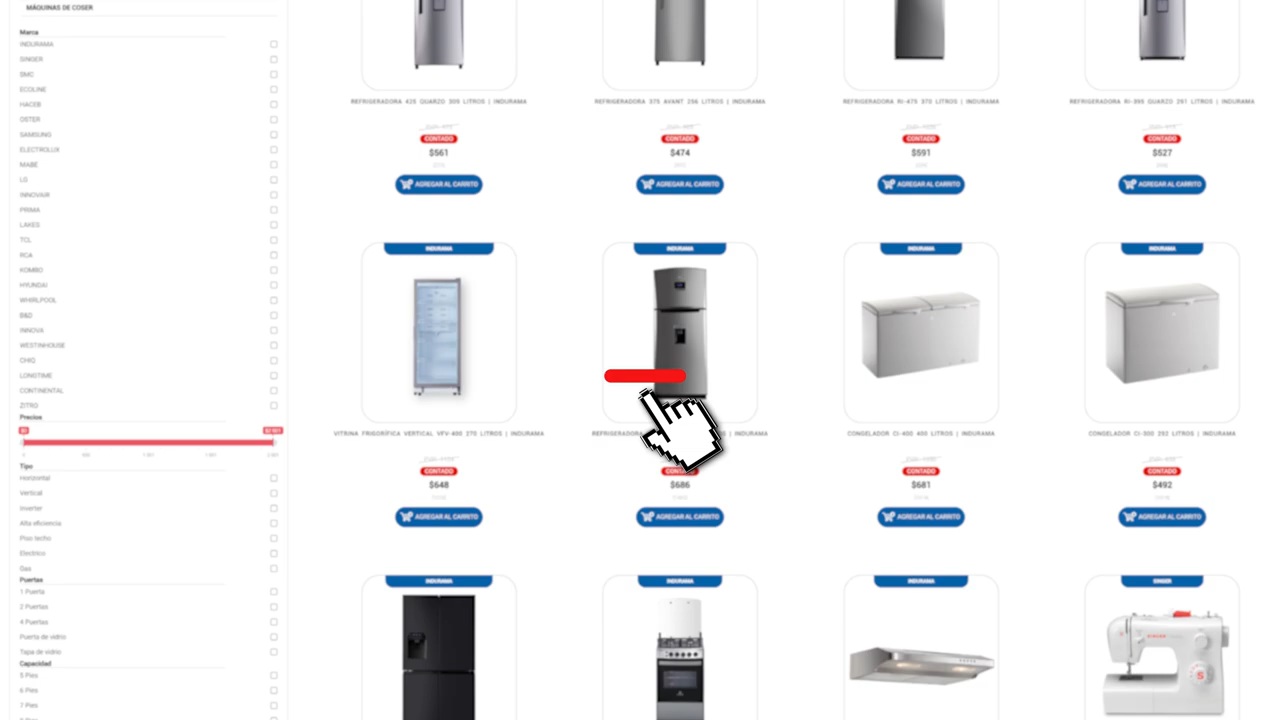 MÁQUINAS DE COSER
Marca
INDURAMA
SINGER
SMC
ECOLINE
HACEB
OSTER
SAMSUNG
ELECTROLUX
MABE
LG
INNOVAIR
PRIMA
LAKES
TCL
RCA
KOMBO
HYUNDAI
WHIRLPOOL
B&D
INNOVA
WESTINHOUSE
CHIQ
LONGTIME
CONTINENTAL
ZITRO
Precios
Tipo
Horizontal
Vertical
Inverter
Alta eficiencia
Piso techo
Electrico
Gas
Puertas
1 Puerta
2 Puertas
4 Puertas
Puerta de vidrio
Tapa de vidrio
Capacidad
5 Pies
6 Pies
7 Pies
REFRIGERADORA 425 QUARZO 305 LITROS | INDURAMA
CONTADO
$561
AGREGAR AL CARRITO
REFRIGERADORA 375 AVANT 256 LITROS | INDURAMA
CONTADO
$474
AGREGAR AL CARRITO
REFRIGERADORA RI-475 375 LITROS | INDURAMA
CONTADO
$591
AGREGAR AL CARRITO
REFRIGERADORA RI-395 QUARZO 291 LITROS | INDURAMA
CONTADO
$527
AGREGAR AL CARRITO
INDURAMA
VITRINA FRIGORÍFICA VERTICAL VFV-400 270 LITROS | INDURAMA
CONTADO
$648
AGREGAR AL CARRITO
INDURAMA
INDURAMA
CONTADO
$686
AGREGAR AL CARRITO
INDURAMA
CONGELADOR CI-400 400 LITROS | INDURAMA
CONTADO
$681
AGREGAR AL CARRITO
INDURAMA
CONGELADOR CI-300 293 LITROS | INDURAMA
CONTADO
$492
AGREGAR AL CARRITO
INDURAMA
INDURAMA
INDURAMA
SINGER
SINGER
S